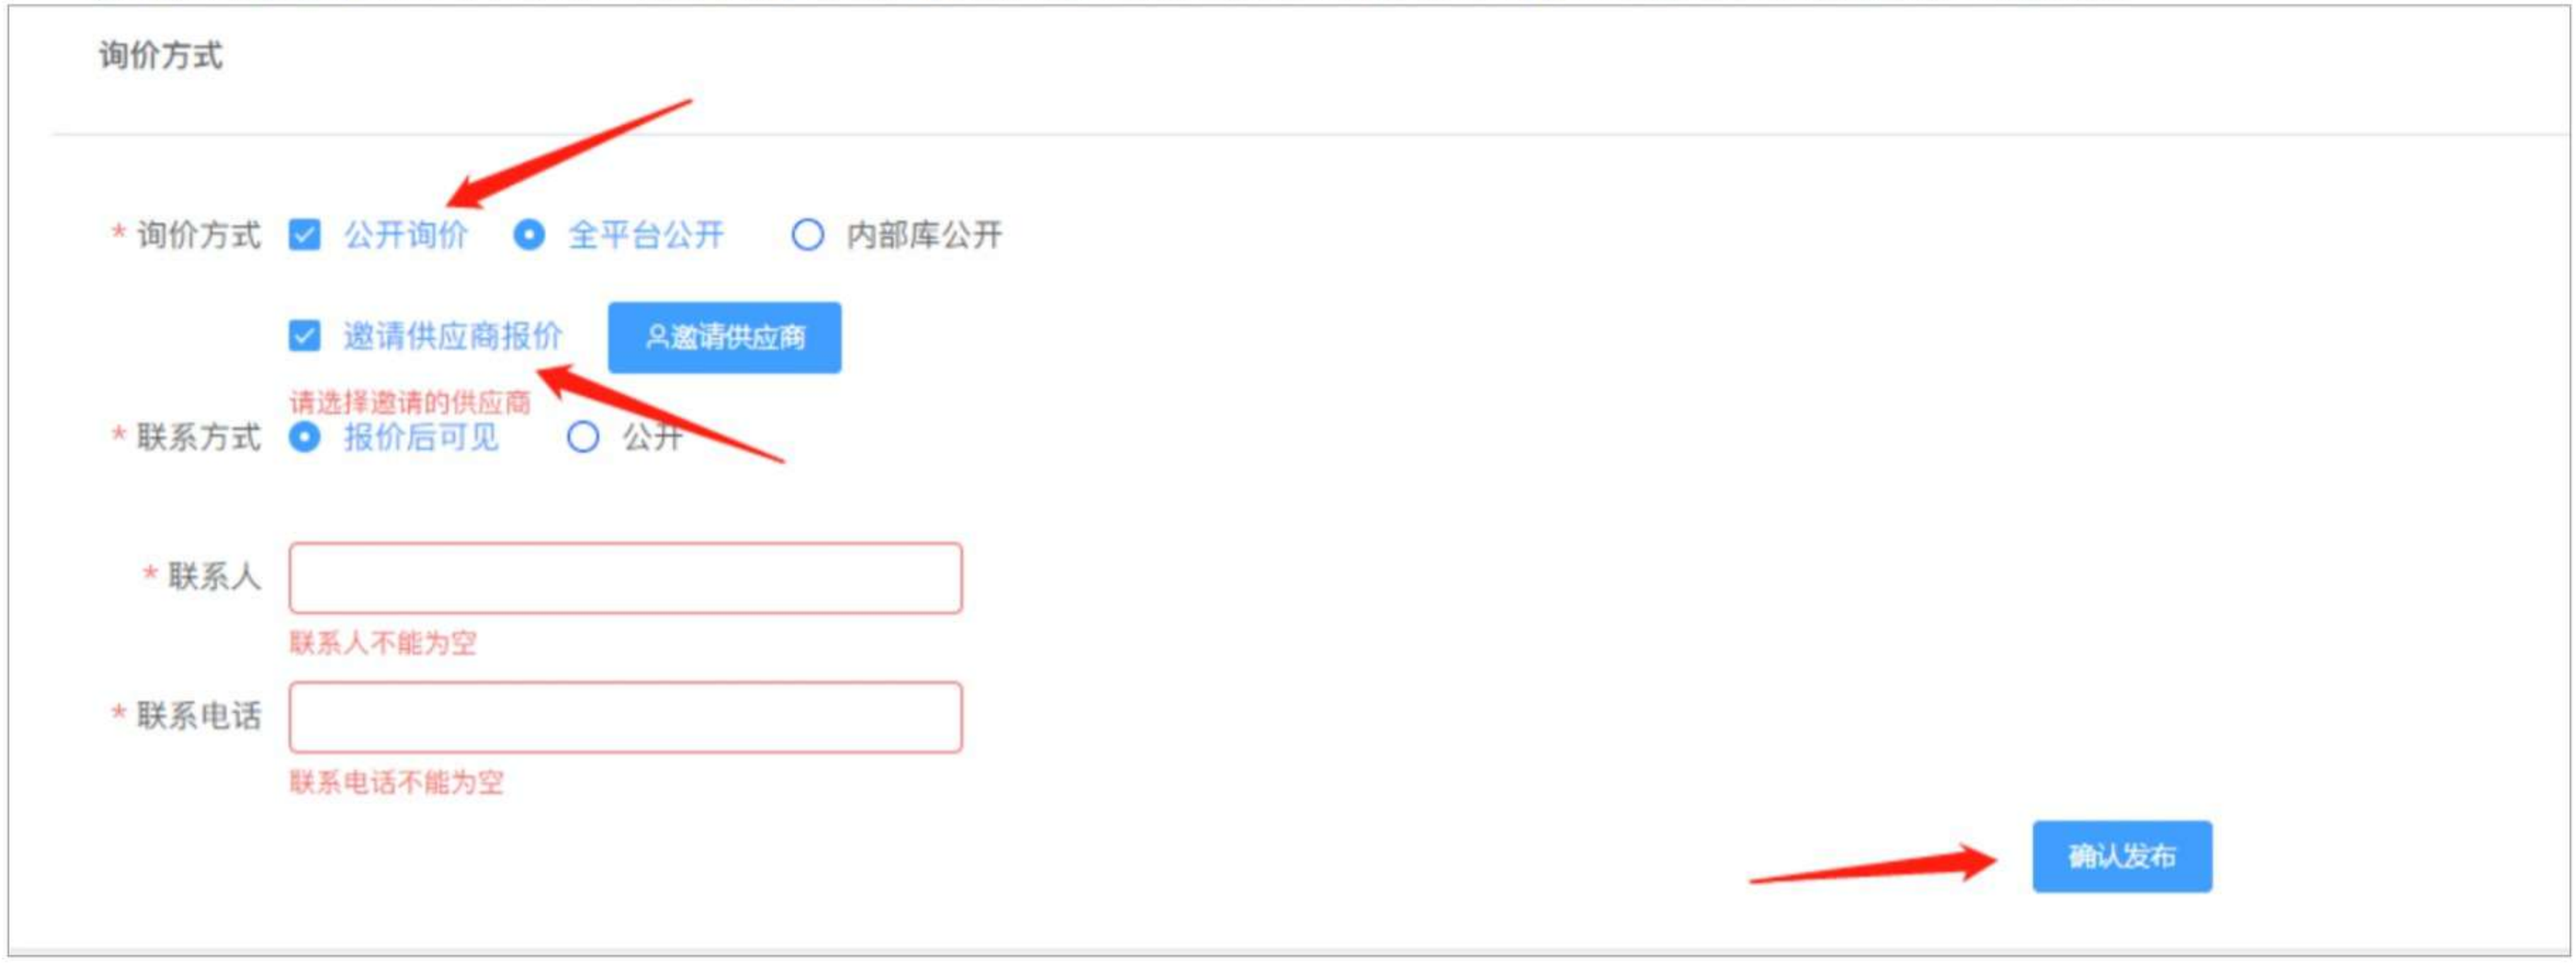 询价方式
* 询价方式 公开询价 全平台公开 内部库公开
邀请供应商报价 邀请供应商
请选择邀请的供应商
* 联系方式 报价后可见 公开
* 联系人
联系人不能为空
* 联系电话
联系电话不能为空
确认发布